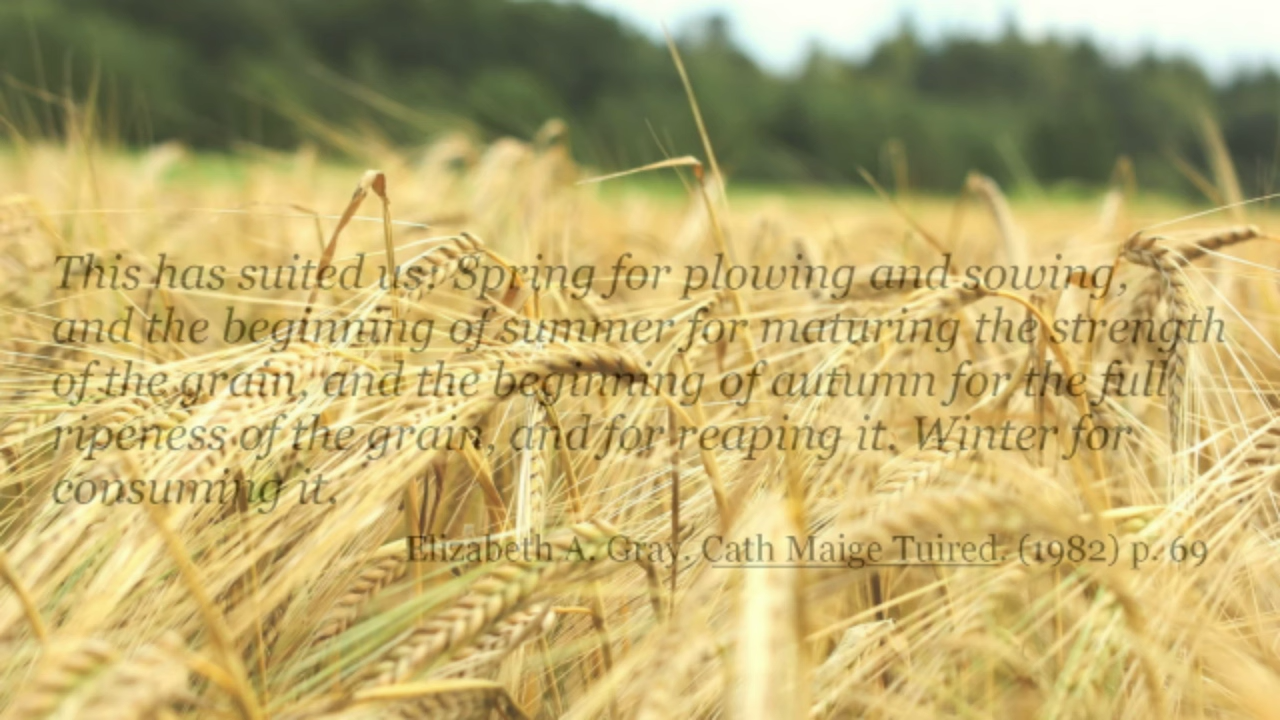 This has suited us: Spring for plowing and sowing,
and the beginning of summer for maturing the strength
of the grain, and the beginning of autumn for the full
ripeness of the grain, and for reaping it. Winter for
consuming it.
Elizabeth A. Gray. Cath Maige Tuired. (1982) p. 69